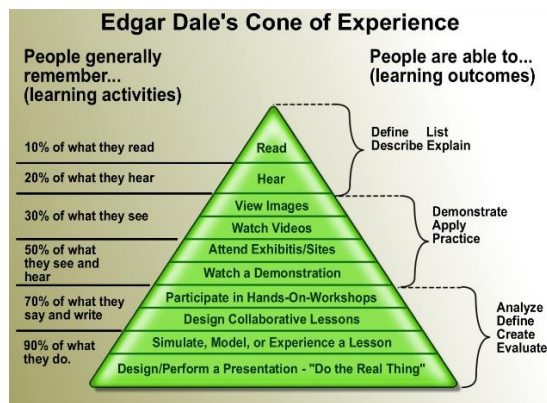 Edgar Dale's Cone of Experience
People generally
remember...
(learning activities)
People are able to...
(learning outcomes)
10% of what they read
20% of what they hear
30% of what they see
50% of what
they see and
hear
70% of what they
say and write
90% of what
they do.
Read
Hear
View Images
Watch Videos
Attend Exhibitis/Sites
Watch a Demonstration
Participate in Hands-On-Workshops
Design Collaborative Lessons
Simulate, Model, or Experience a Lesson
Design/Perform a Presentation - "Do the Real Thing"
Define List
Describe Explain
Demonstrate
Apply
Practice
Analyze
Define
Create
Evaluate